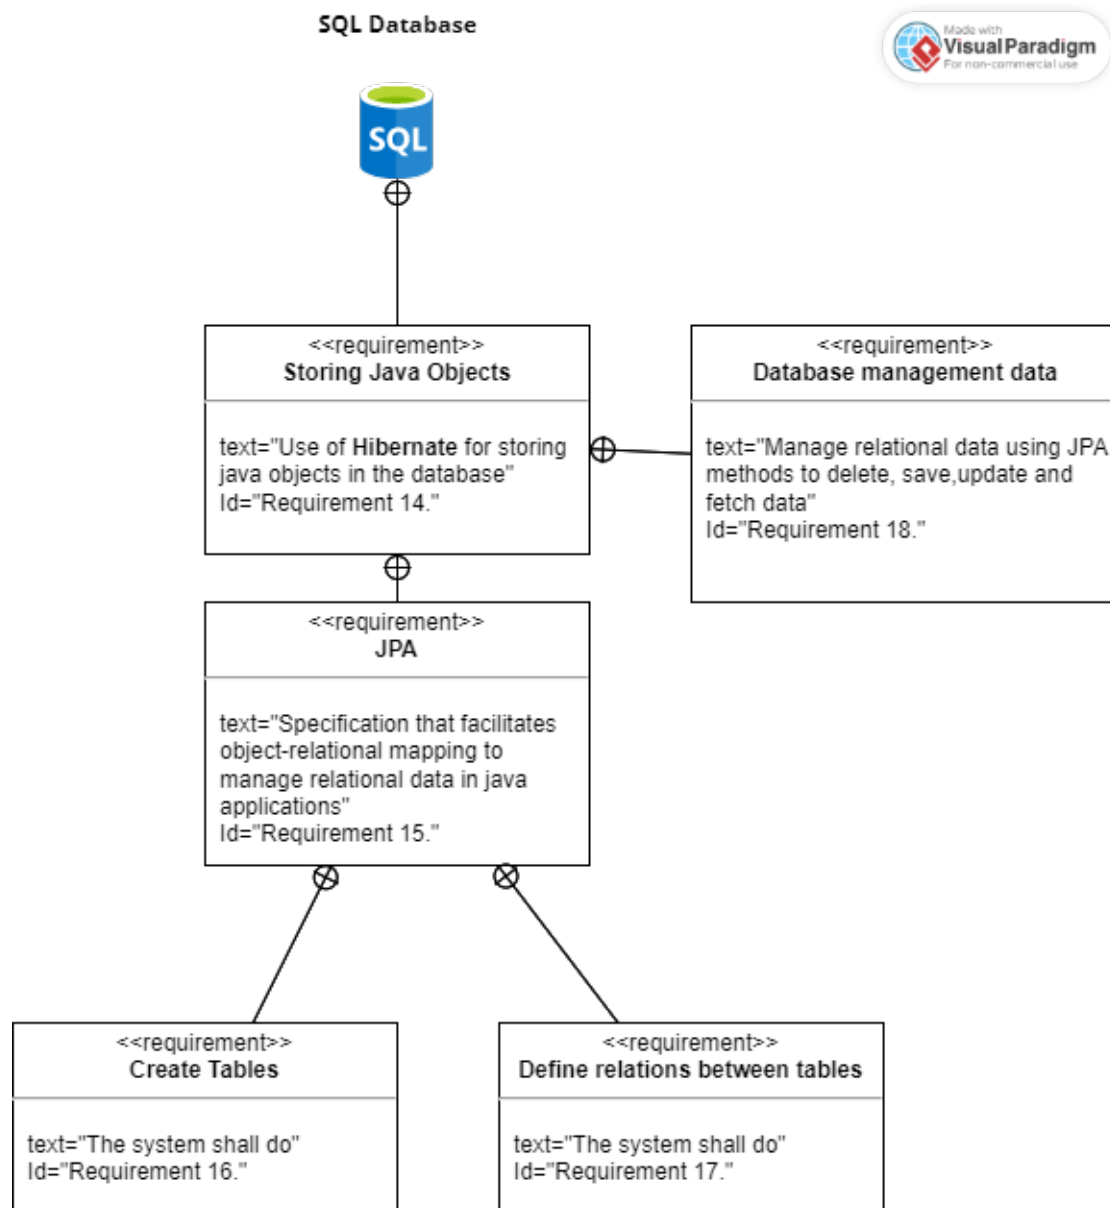 SQL Database
Made with
Visual Paradigm
For non-commercial use
SQL
<<requirement>>
Storing Java Objects
text="Use of Hibernate for storing
java objects in the database"
Id="Requirement 14."
<<requirement>>
Database management data
text="Manage relational data using JPA
methods to delete, save,update and
fetch data"
Id="Requirement 18."
<<requirement>>
JPA
text="Specification that facilitates
object-relational mapping to
manage relational data in java
applications"
Id="Requirement 15."
<<requirement>>
Create Tables
text="The system shall do"
Id="Requirement 16."
<<requirement>>
Define relations between tables
text="The system shall do"
Id="Requirement 17."